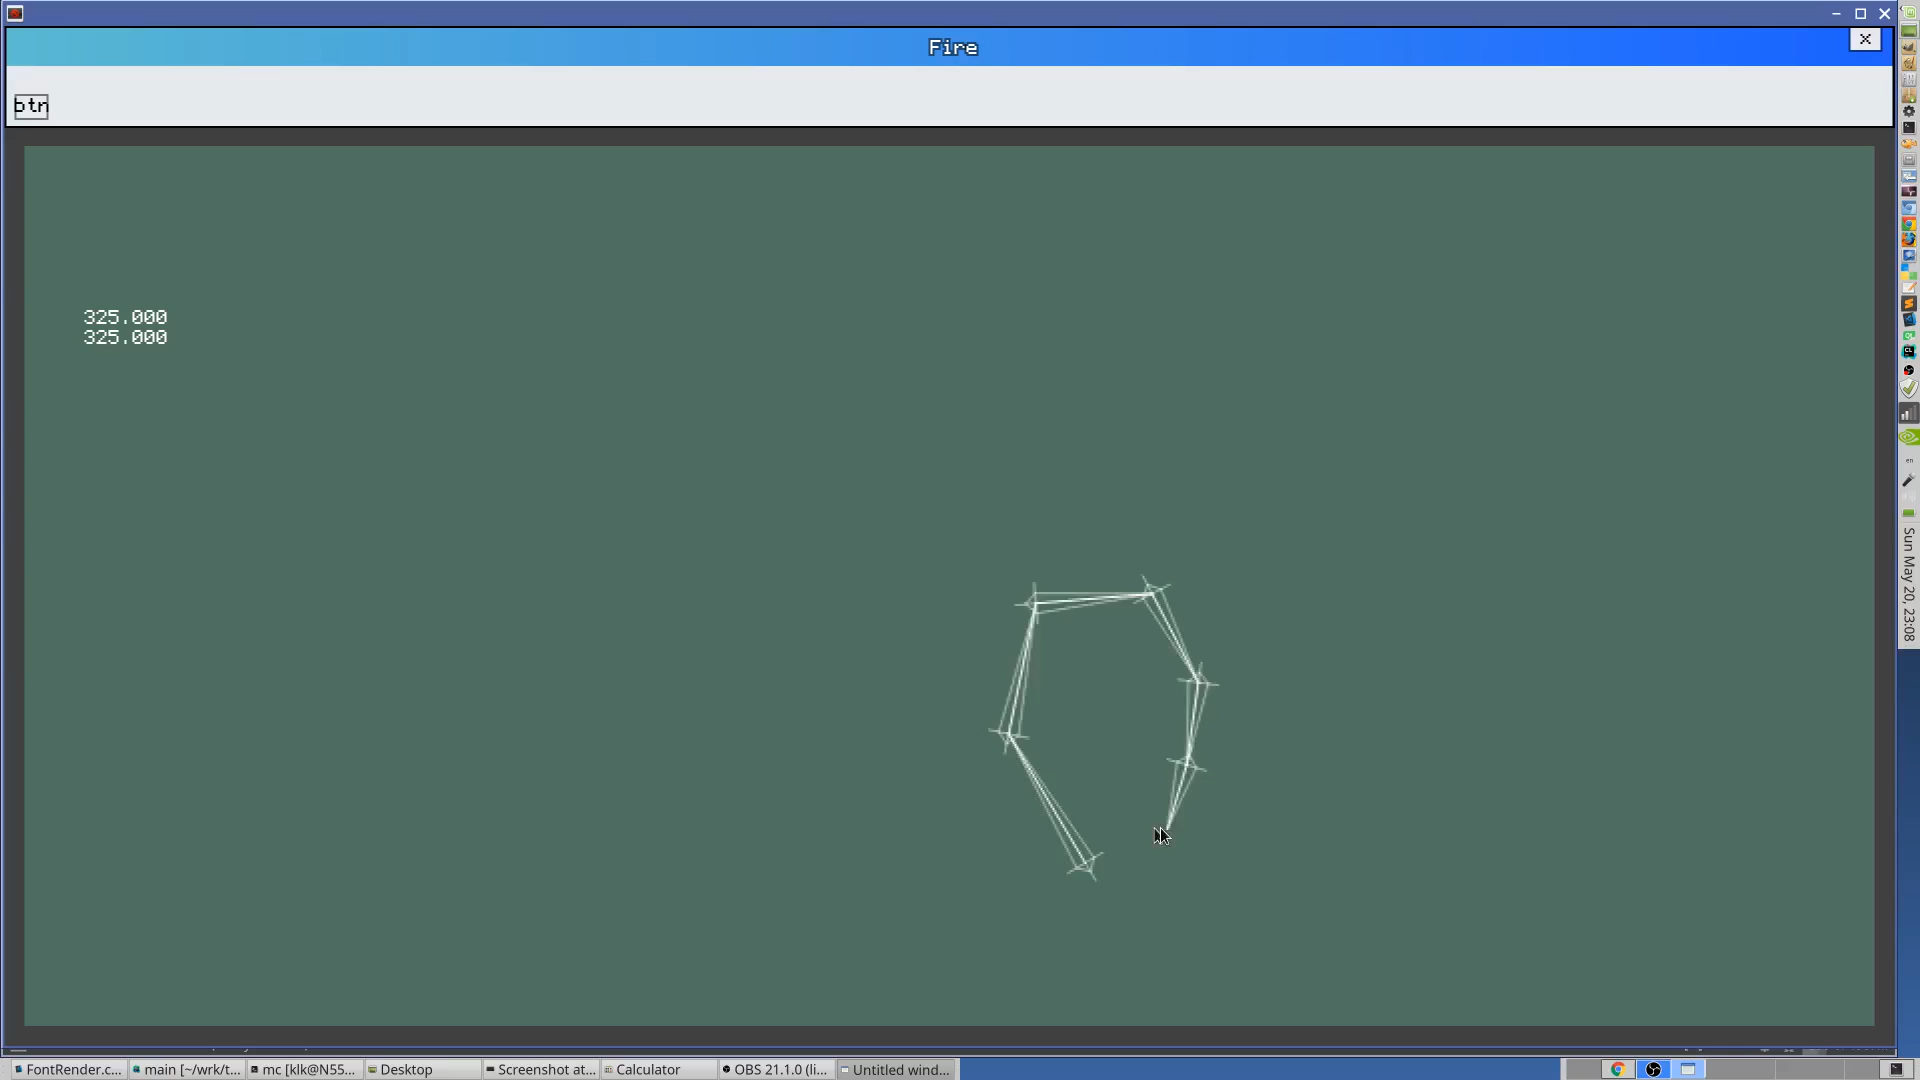 Fire
btn
325.000
325.000
en
Sun May 20, 23:08
FontRender.c...
main [~/wrk/t...
mc [klk@N55...
Desktop
Screenshot at...
Calculator
OBS 21.1.0 (li...
Untitled wind...